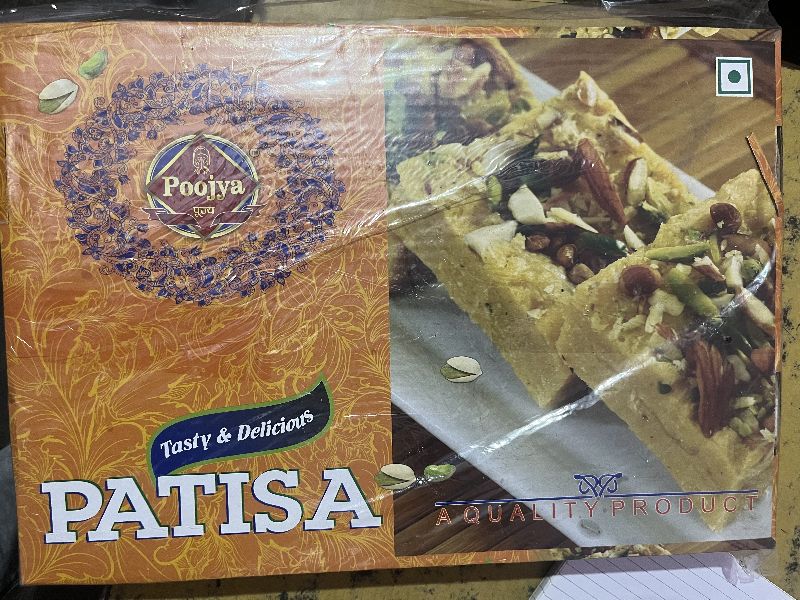 Poojya
पूज्य
Tasty & Delicious
PATISA
A QUALITY PRODUCT